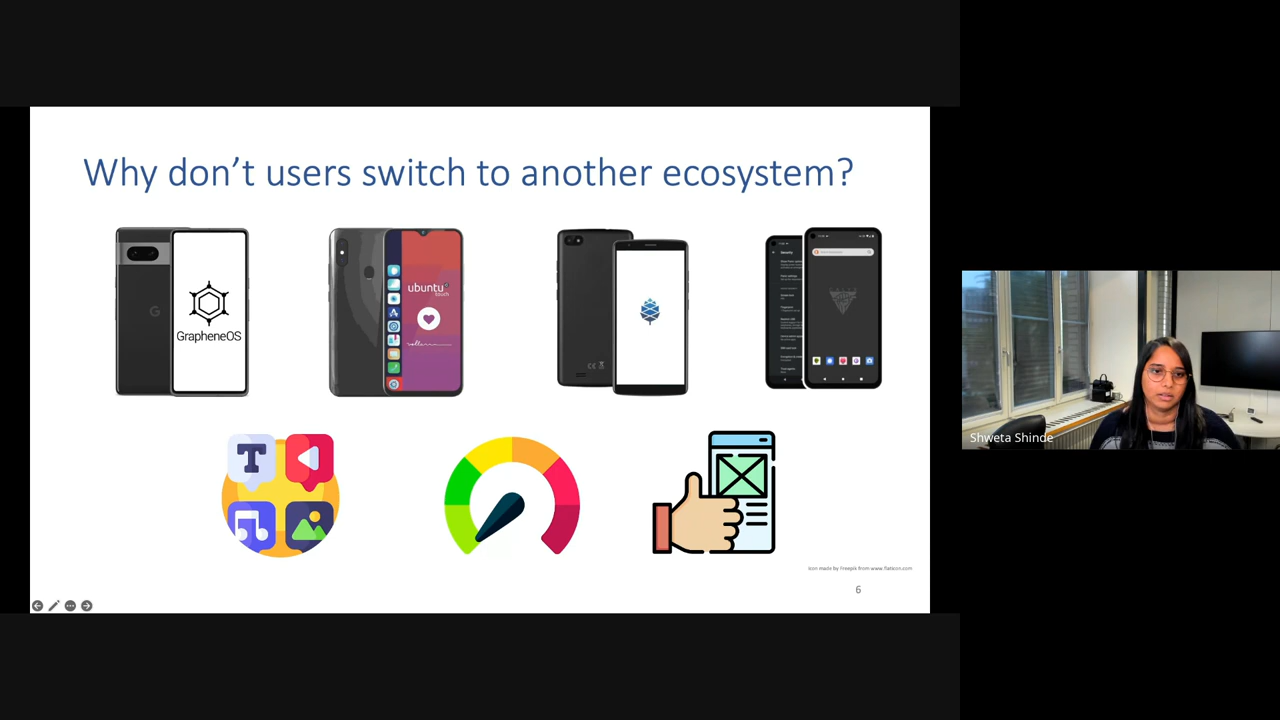 Why don't users switch to another ecosystem?
GrapheneOS
ubuntu
touch
Security
T
Icon made by Freepik from www.flaticon.com
6
Shweta Shinde